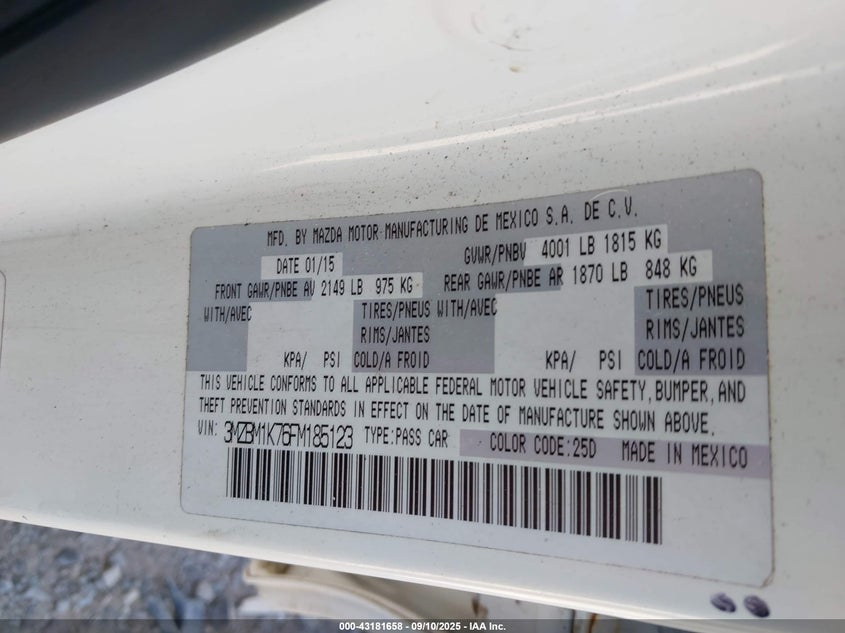 MFD. BY MAZDA MOTOR MANUFACTURING DE MEXICO S.A. DE C.V.
DATE 01/15 GVWR/PNBV 4001 LB 1815 KG
FRONT GAWR/PNBE AV 2149 LB 975 KG REAR GAWR/PNBE AR 1870 LB 848 KG
WITH/AVEC TIRES/PNEUS WITH/AVEC TIRES/PNEUS
RIMS/JANTES RIMS/JANTES
KPA/ PSI COLD/A FROID KPA/ PSI COLD/A FROID
THIS VEHICLE CONFORMS TO ALL APPLICABLE FEDERAL MOTOR VEHICLE SAFETY, BUMPER, AND
THEFT PREVENTION STANDARDS IN EFFECT ON THE DATE OF MANUFACTURE SHOWN ABOVE.
VIN: 3MZBM1K76FM185123 TYPE:PASS CAR COLOR CODE:25D MADE IN MEXICO
000-43181658 - 09/10/2025 - IAA Inc.